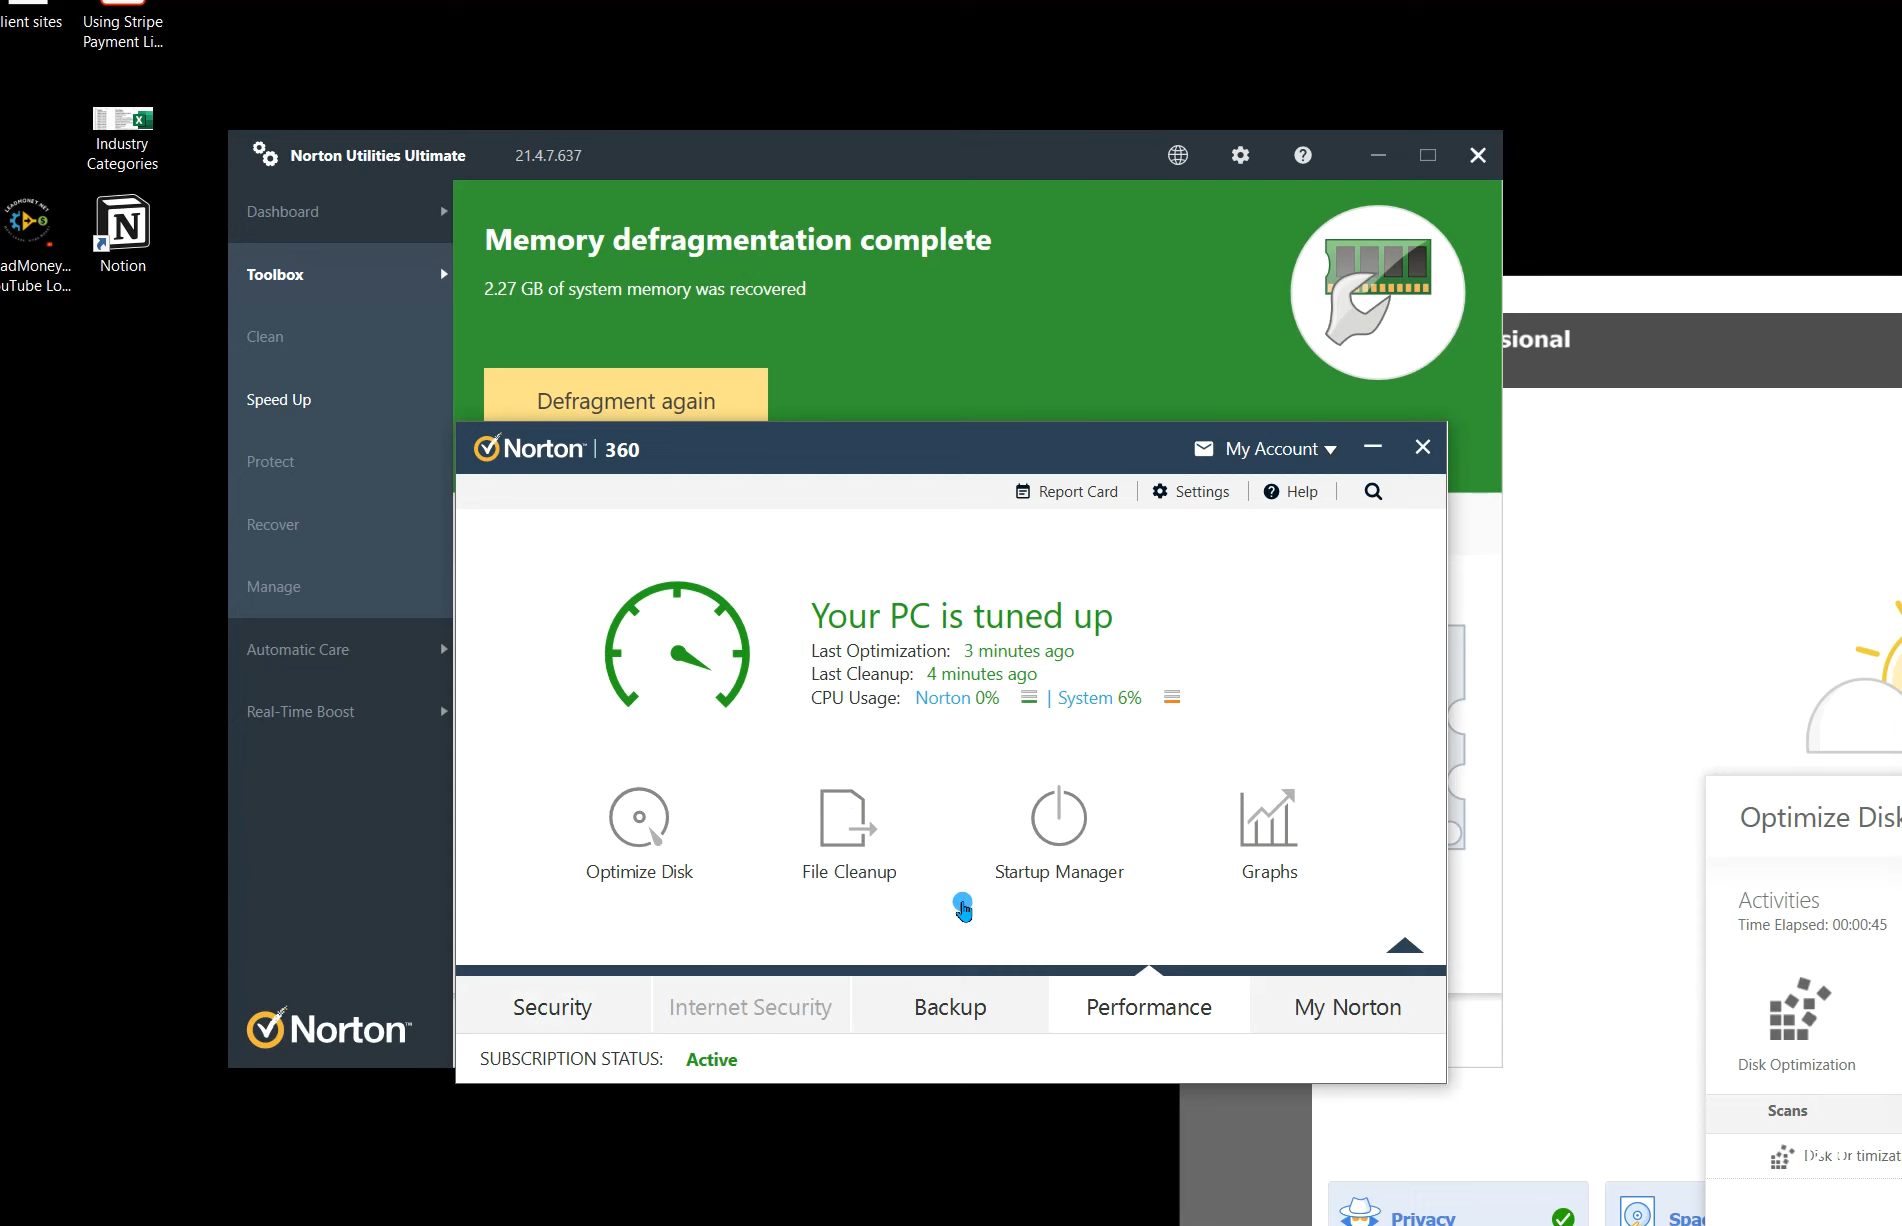 lient sites
Using Stripe
Payment Li...
Industry
Categories
LEADMONEY.NET
adMoney...
uTube Lo...
Notion
Norton Utilities Ultimate
21.4.7.637
Dashboard
Toolbox
Clean
Speed Up
Protect
Recover
Manage
Automatic Care
Real-Time Boost
Norton
Memory defragmentation complete
2.27 GB of system memory was recovered
Defragment again
Norton | 360
My Account
Report Card
Settings
Help
Your PC is tuned up
Last Optimization: 3 minutes ago
Last Cleanup: 4 minutes ago
CPU Usage: Norton 0% | System 6%
Optimize Disk
File Cleanup
Startup Manager
Graphs
Security
Internet Security
Backup
Performance
My Norton
SUBSCRIPTION STATUS: Active
sional
Optimize Disk
Activities
Time Elapsed: 00:00:45
Disk Optimization
Scans
Privacy
Spac